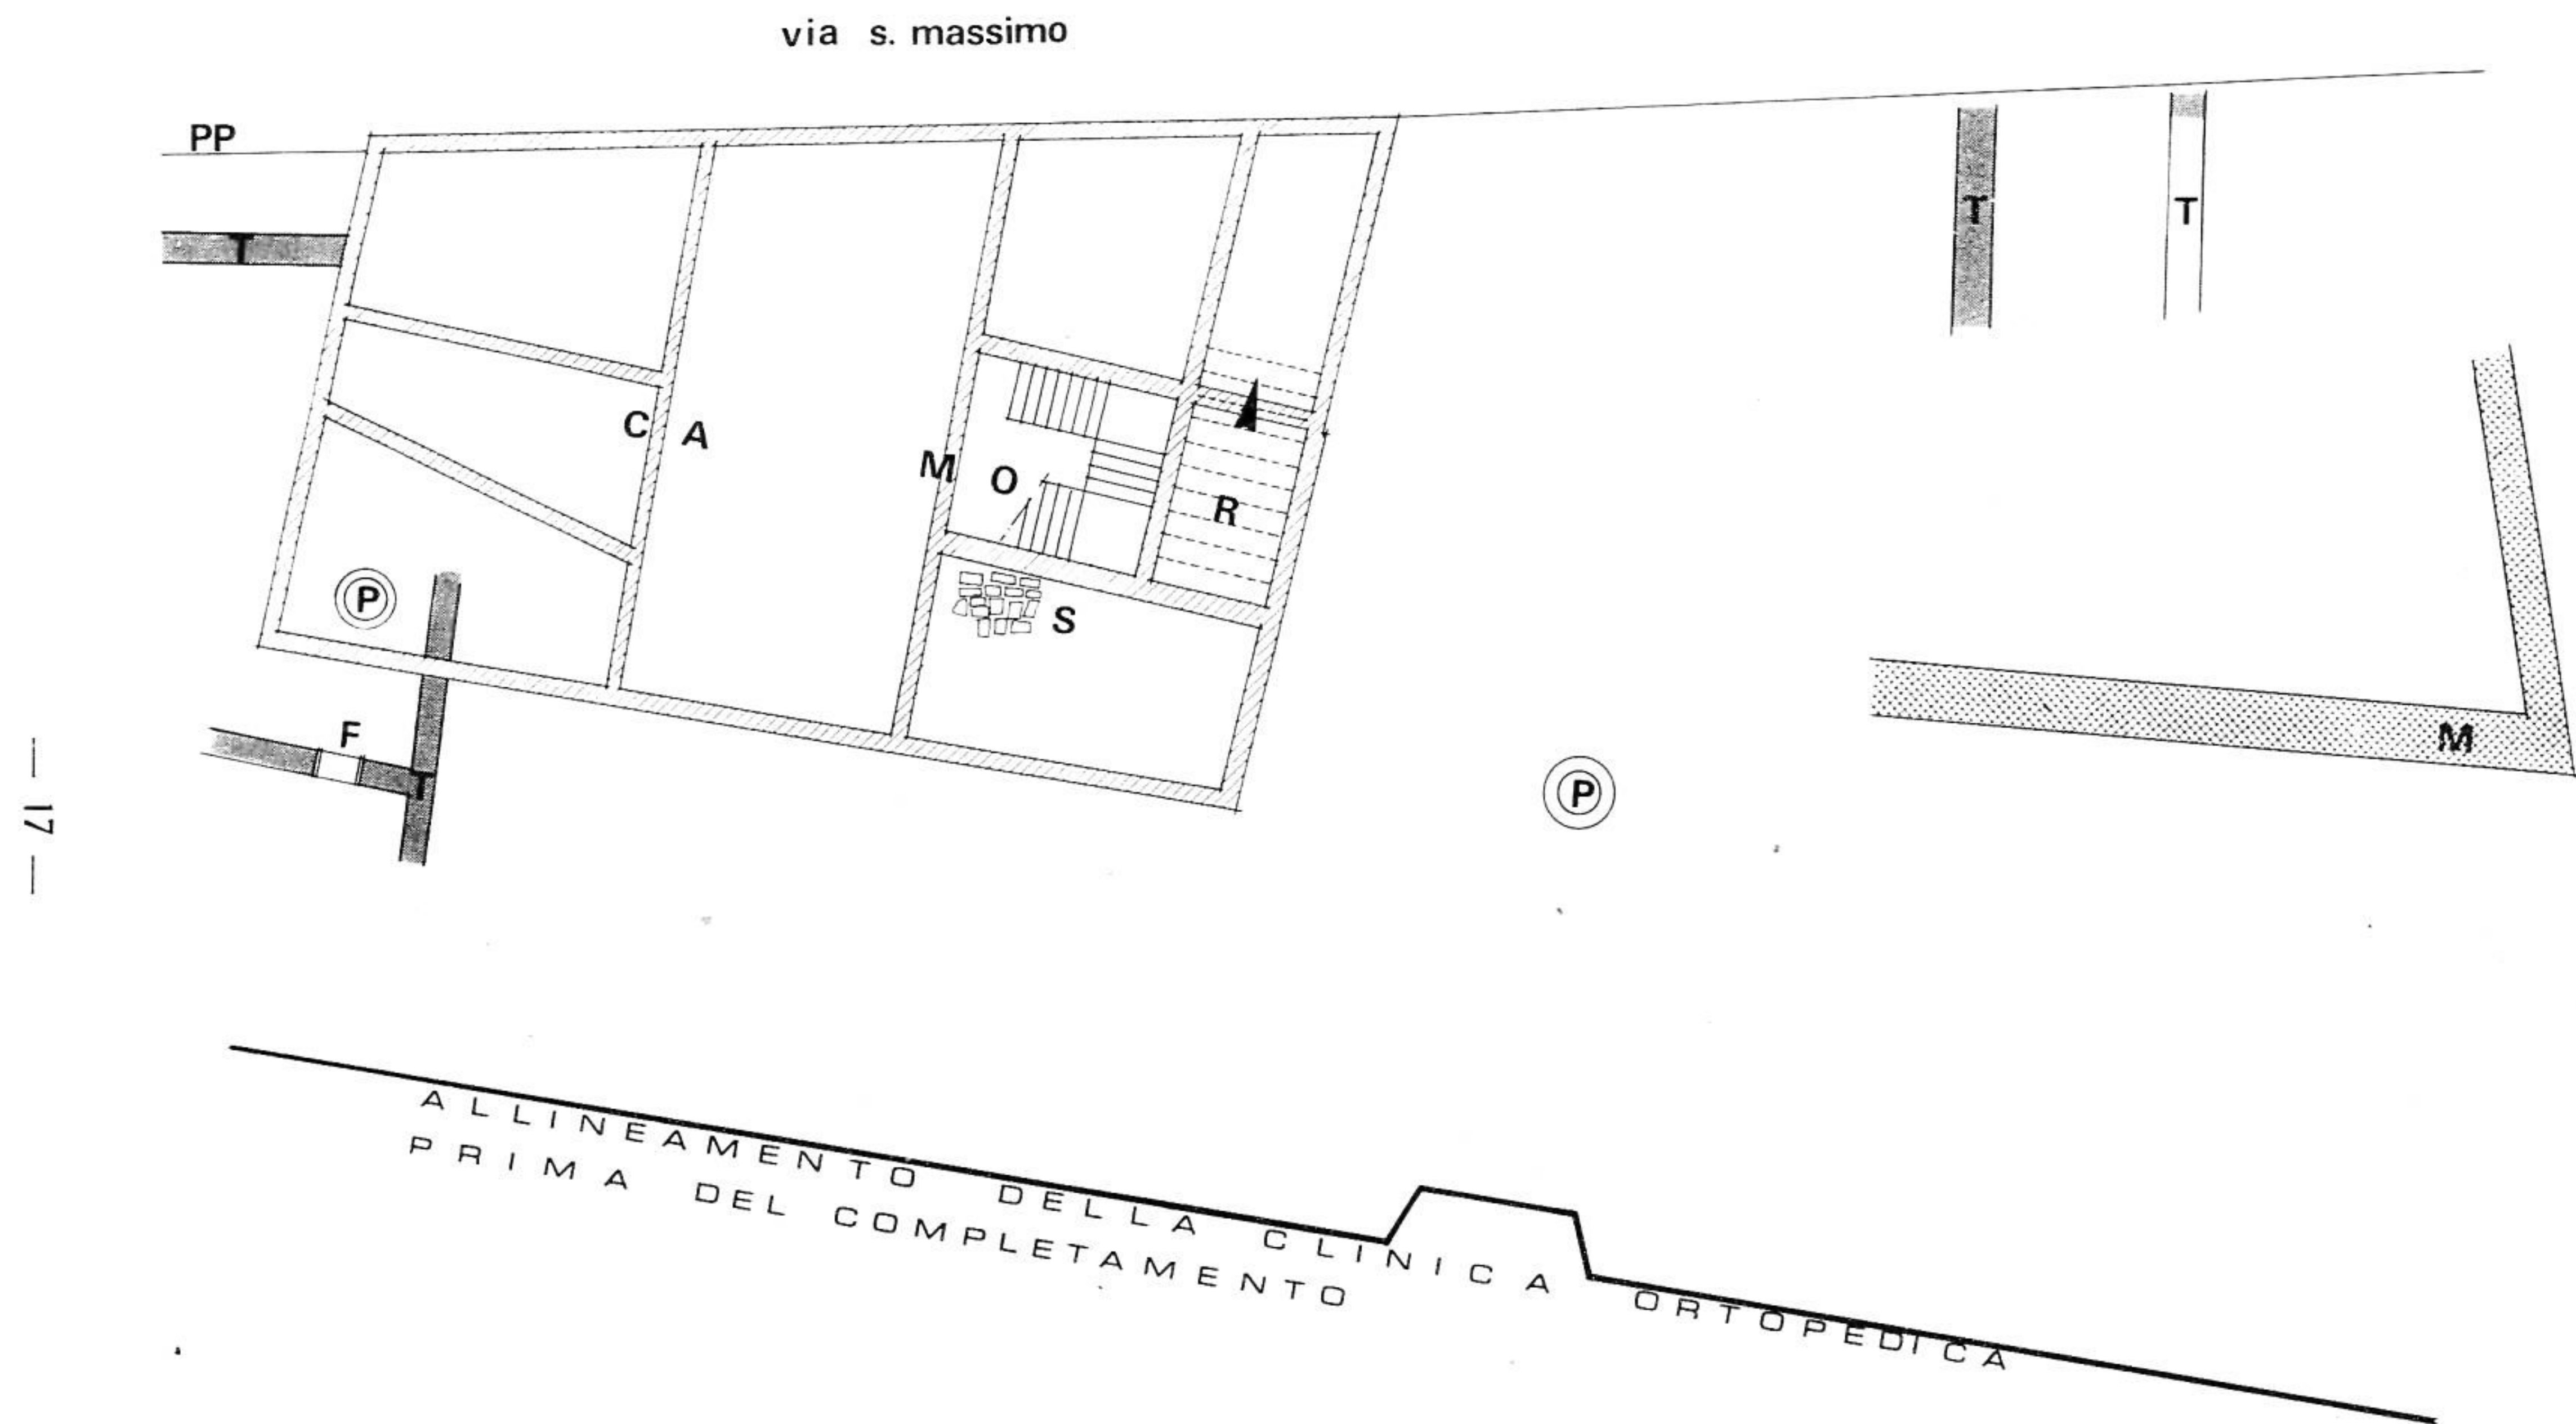 via s. massimo
PP
T
T
T
C A M O R
P
S
F
T
P
M
— 17 —
ALLINEAMENTO DELLA CLINICA ORTOPEDICA
PRIMA DEL COMPLETAMENTO